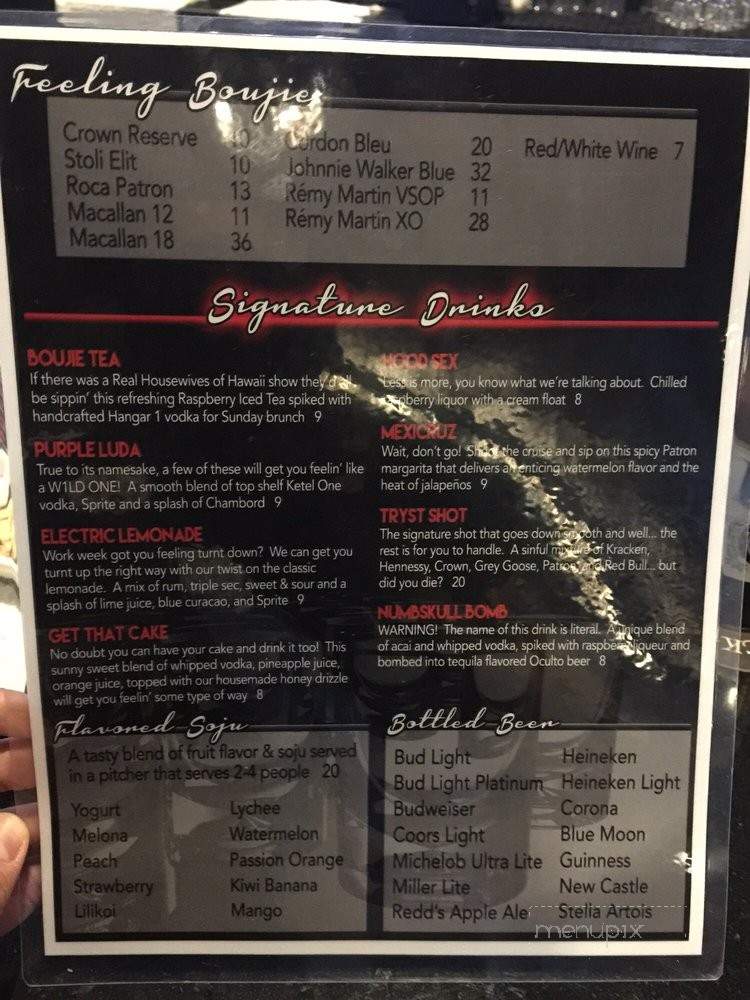 Feeling Boujie
Crown Reserve 10
Stoli Elit 10
Roca Patron 13
Macallan 12 11
Macallan 18 36
Cordon Bleu 20
Johnnie Walker Blue 32
Rémy Martin VSOP 11
Rémy Martin XO 28
Red/White Wine 7
Signature Drinks
BOUJIE TEA
If there was a Real Housewives of Hawaii show they'd all
be sippin' this refreshing Raspberry Iced Tea spiked with
handcrafted Hangar 1 vodka for Sunday brunch 9
PURPLE LUDA
True to its namesake, a few of these will get you feelin' like
a W1LD ONE! A smooth blend of top shelf Ketel One
vodka, Sprite and a splash of Chambord 9
ELECTRIC LEMONADE
Work week got you feeling turnt down? We can get you
turnt up the right way with our twist on the classic
lemonade. A mix of rum, triple sec, sweet & sour and a
splash of lime juice, blue curacao, and Sprite 9
GET THAT CAKE
No doubt you can have your cake and drink it too! This
sunny sweet blend of whipped vodka, pineapple juice,
orange juice, topped with our housemade honey drizzle
will get you feelin' some type of way 8
HOOD SEX
Less is more, you know what we're talking about. Chilled
raspberry liquor with a cream float 8
MEXICRUZ
Wait, don't go! Shoot the cruise and sip on this spicy Patron
margarita that delivers an enticing watermelon flavor and the
heat of jalapeños 9
TRYST SHOT
The signature shot that goes down smooth and well... the
rest is for you to handle. A sinful mixture of Kracken,
Hennessy, Crown, Grey Goose, Patron, and Red Bull... but
did you die? 20
NUMBSKULL BOMB
WARNING! The name of this drink is literal. A unique blend
of acai and whipped vodka, spiked with raspberry liqueur and
bombed into tequila flavored Oculto beer 8
Flavored Soju
A tasty blend of fruit flavor & soju served
in a pitcher that serves 2-4 people 20
Yogurt
Melona
Peach
Strawberry
Lilikoi
Lychee
Watermelon
Passion Orange
Kiwi Banana
Mango
Bottled Beer
Bud Light
Bud Light Platinum
Budweiser
Coors Light
Michelob Ultra Lite
Miller Lite
Redd's Apple Ale
Heineken
Heineken Light
Corona
Blue Moon
Guinness
New Castle
Stella Artois
menupix